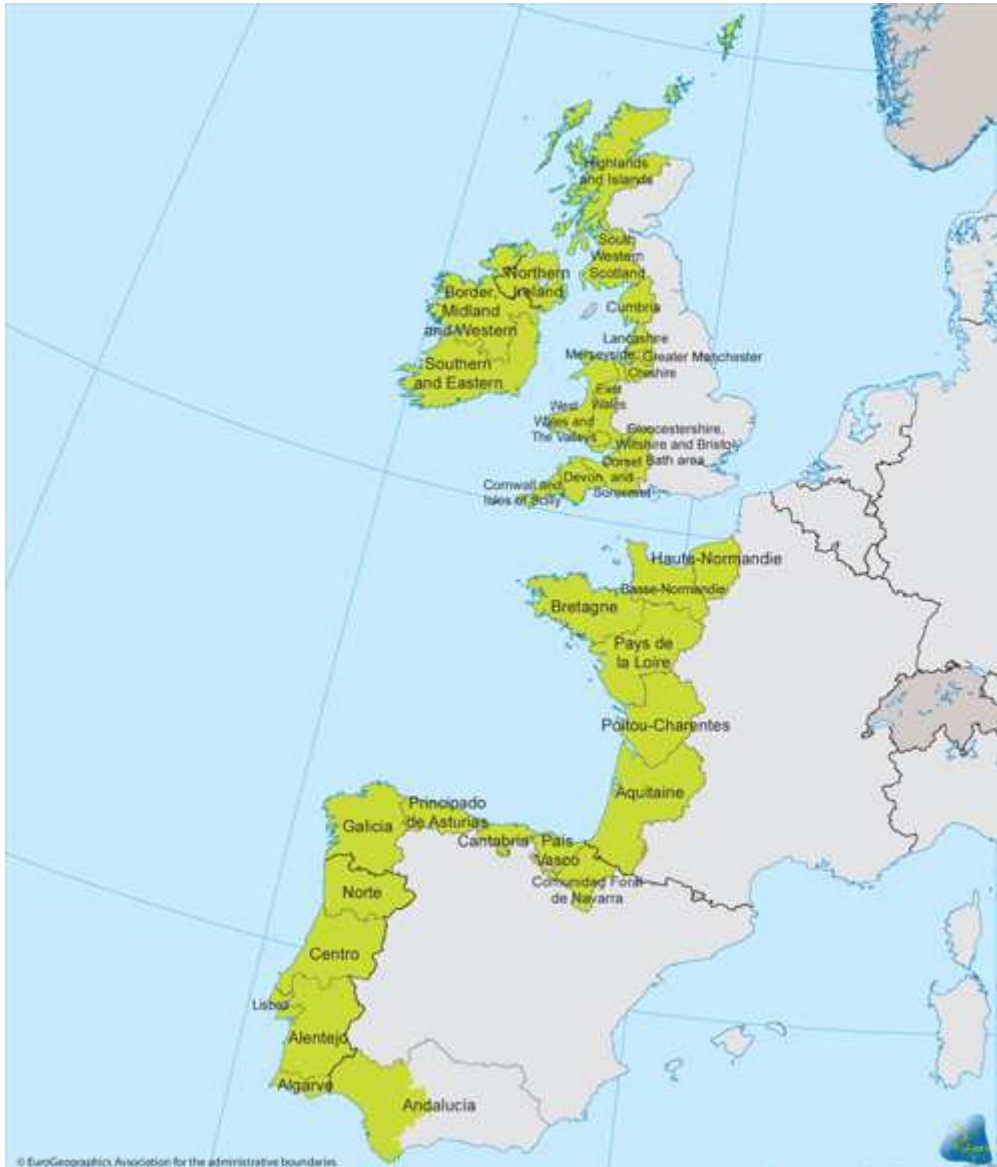 Highlands
and Islands
South
Western
Scotland
Northern
Ireland
Border,
Midland
and Western
Cumbria
Lancashire
Merseyside
Greater Manchester
Cheshire
Southern
and Eastern
East
Wales
West
Wales and
The Valleys
Gloucestershire,
Wiltshire and Bristol-
Bath area
Dorset
Devon, and
Somerset
Cornwall and
Isles of Scilly
Haute-Normandie
Basse-Normandie
Bretagne
Pays de
la Loire
Poitou-Charentes
Aquitaine
Principado
de Asturias
Galicia
Cantabria
País
Vasco
Comunidad Foral
de Navarra
Norte
Centro
Lisboa
Alentejo
Algarve
Andalucia
© EuroGeographics Association for the administrative boundaries